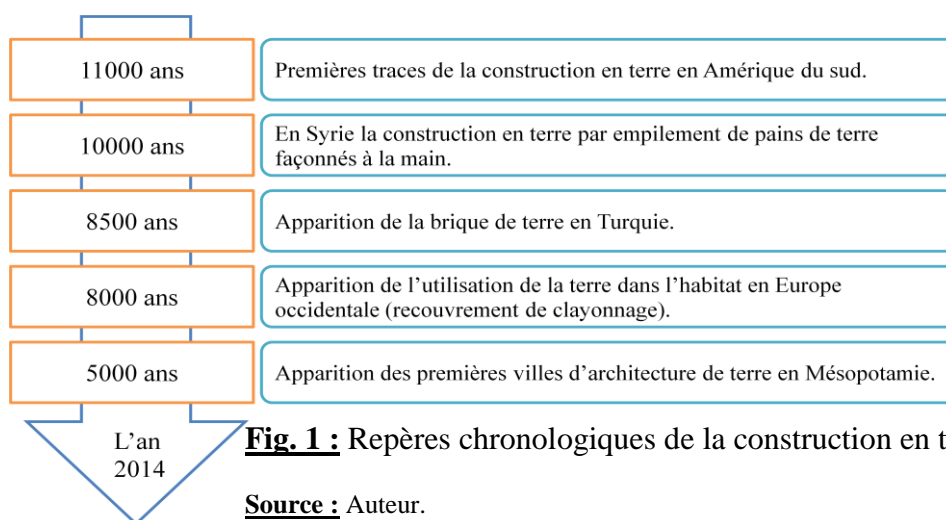 11000 ans
Premières traces de la construction en terre en Amérique du sud.
10000 ans
En Syrie la construction en terre par empilement de pains de terre
façonnés à la main.
8500 ans
Apparition de la brique de terre en Turquie.
8000 ans
Apparition de l’utilisation de la terre dans l’habitat en Europe
occidentale (recouvrement de clayonnage).
5000 ans
Apparition des premières villes d’architecture de terre en Mésopotamie.
L’an
2014
Fig. 1 : Repères chronologiques de la construction en t
Source : Auteur.